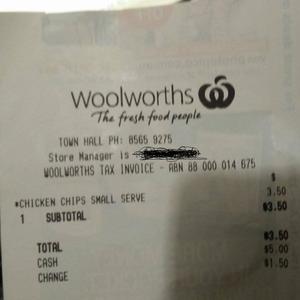 Woolworths
The fresh food people
TOWN HALL PH: 8565 9275
Store Manager is
WOOLWORTHS TAX INVOICE - ABN 88 000 014 675
$
*CHICKEN CHIPS SMALL SERVE 3.50
1 SUBTOTAL $3.50
TOTAL $3.50
CASH $5.00
CHANGE $1.50